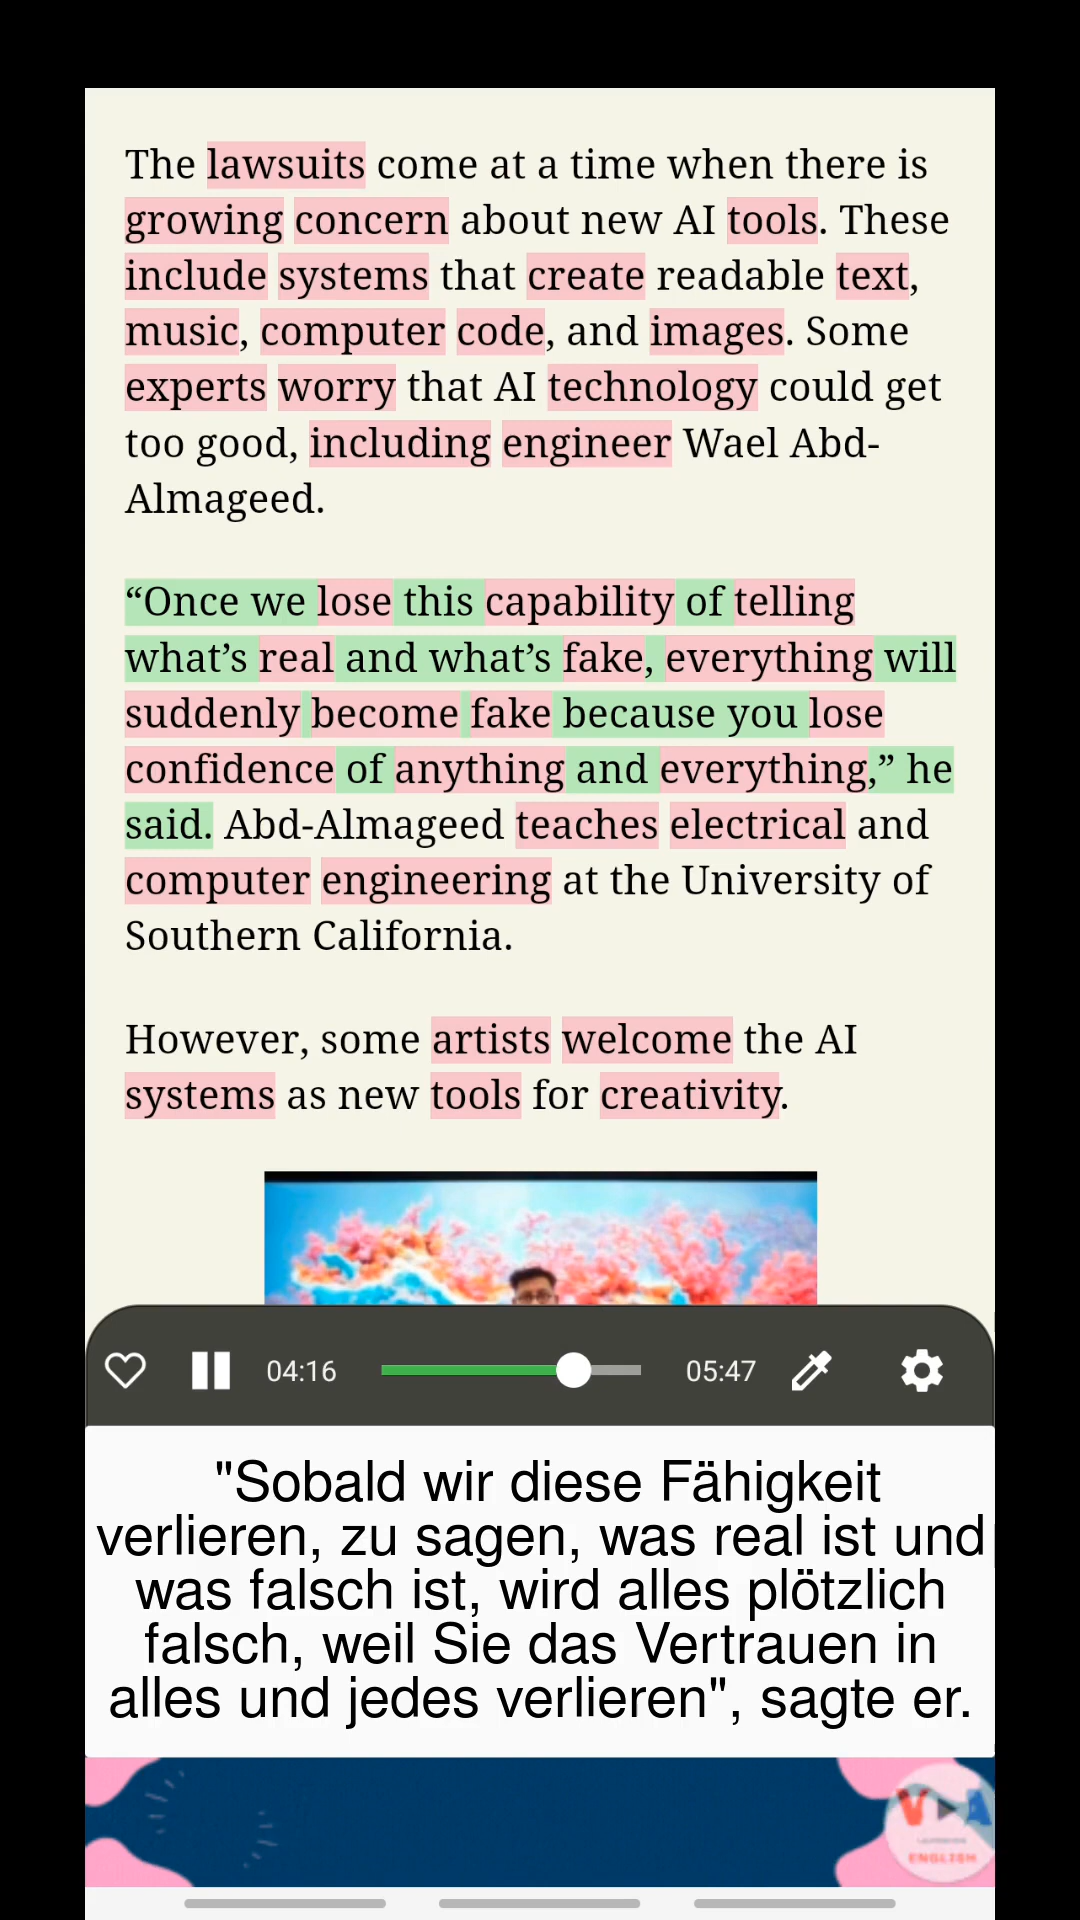 The lawsuits come at a time when there is
growing concern about new AI tools. These
include systems that create readable text,
music, computer code, and images. Some
experts worry that AI technology could get
too good, including engineer Wael Abd-
Almageed.
“Once we lose this capability of telling
what’s real and what’s fake, everything will
suddenly become fake because you lose
confidence of anything and everything,” he
said. Abd-Almageed teaches electrical and
computer engineering at the University of
Southern California.
However, some artists welcome the AI
systems as new tools for creativity.
04:16 05:47
"Sobald wir diese Fähigkeit
verlieren, zu sagen, was real ist und
was falsch ist, wird alles plötzlich
falsch, weil Sie das Vertrauen in
alles und jedes verlieren", sagte er.
VOA
ENGLISH